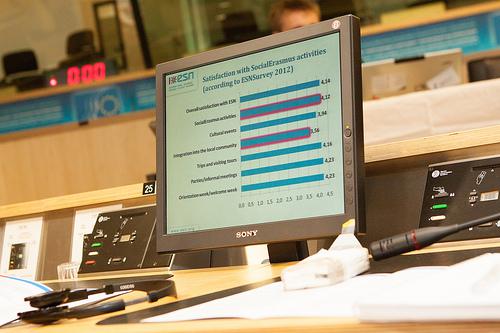 0:00
ESN
Satisfaction with SocialErasmus activities
(according to ESNSurvey 2012)
Overall satisfaction with ESN 4,14
SocialErasmus activities 4,12
Cultural events 3,94
Integration into the local community 3,56
Trips and visiting tours 4,16
Parties/informal meetings 4,23
Orientation week/welcome week 4,23
0,0 0,5 1,0 1,5 2,0 2,5 3,0 3,5 4,0 4,5
SONY
25